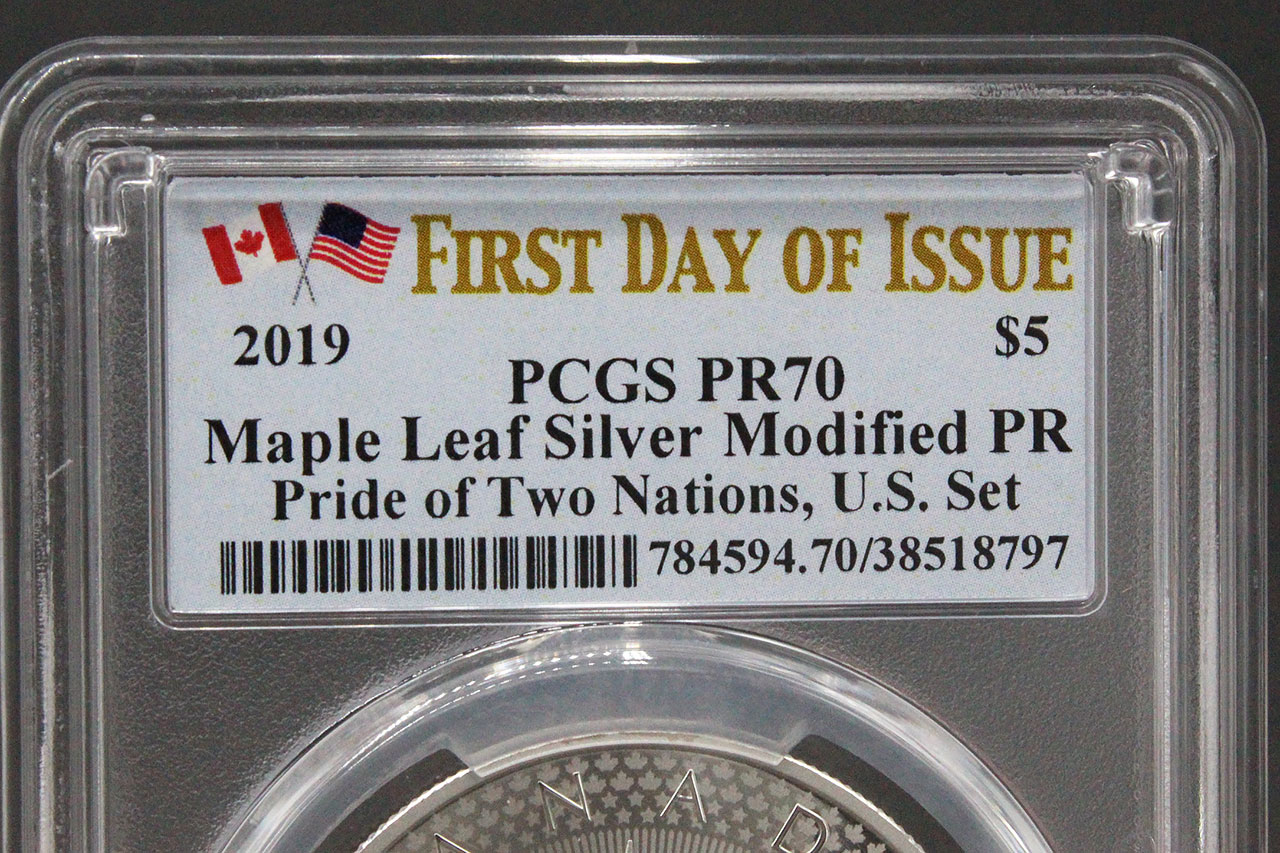 FIRST DAY OF ISSUE
2019 $5
PCGS PR70
Maple Leaf Silver Modified PR
Pride of Two Nations, U.S. Set
784594.70/38518797
ANAD